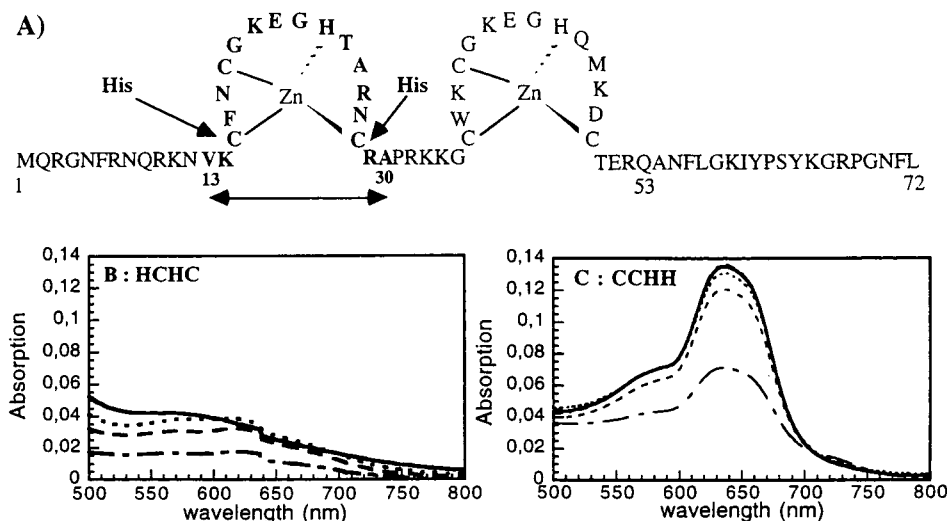 A)
G K E G H T
G K E G H Q
C A
C M
His N Zn R His K Zn K
F N W D
C C C C
MQRGNFRNQRKN VK RAPRKKG TERQANFLGKIYPSYKGRPGNFL
1 13 30 53 72
B : HCHC
Absorption
0,14
0,12
0,1
0,08
0,06
0,04
0,02
0
500 550 600 650 700 750 800
wavelength (nm)
C : CCHH
Absorption
0,14
0,12
0,1
0,08
0,06
0,04
0,02
0
500 550 600 650 700 750 800
wavelength (nm)